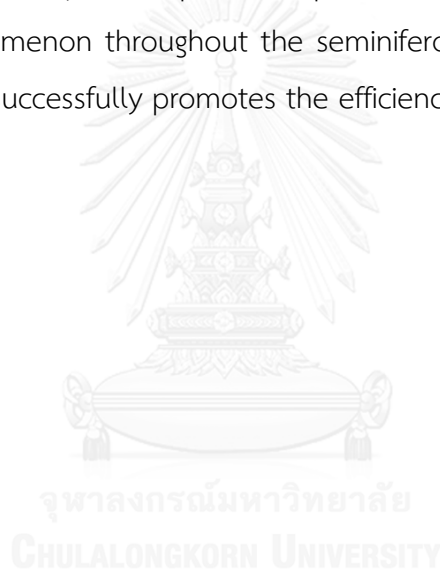 menon throughout the seminifero
uccessfully promotes the efficienc
จุฬาลงกรณ์มหาวิทยาลัย
CHULALONGKORN UNIVERSITY